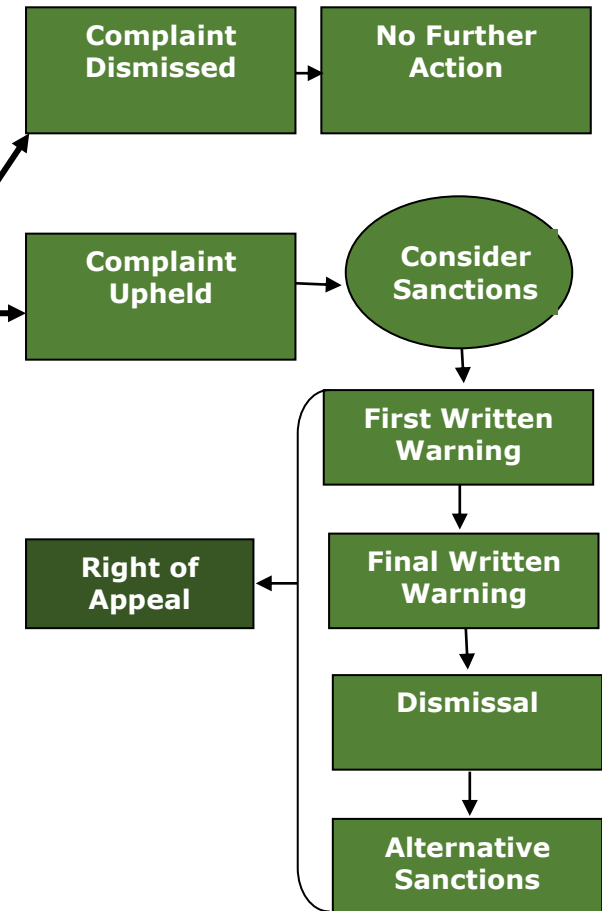 Complaint
Dismissed
No Further
Action
Complaint
Upheld
Consider
Sanctions
First Written
Warning
Right of
Appeal
Final Written
Warning
Dismissal
Alternative
Sanctions